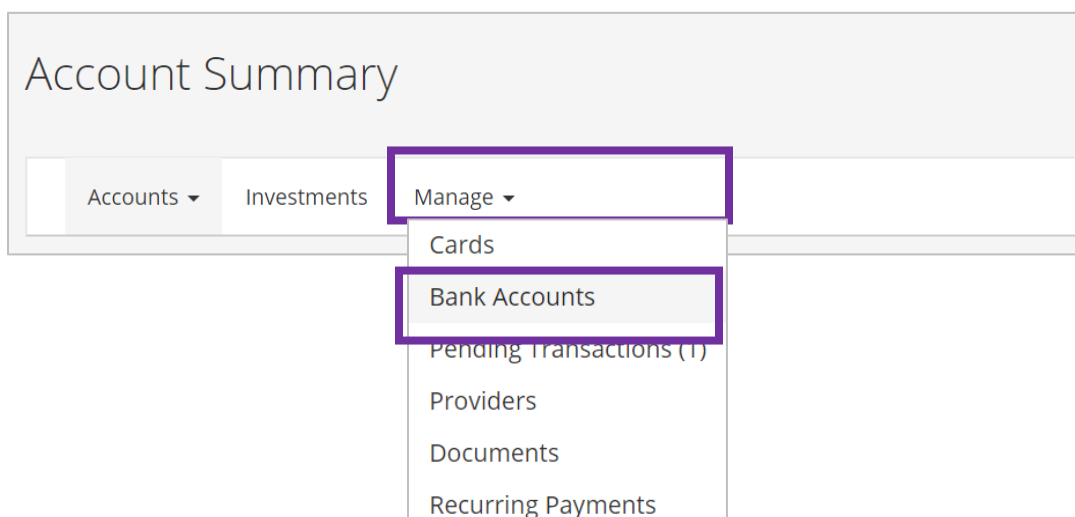 Account Summary
Accounts Investments Manage
Cards
Bank Accounts
Pending Transactions (1)
Providers
Documents
Recurring Payments